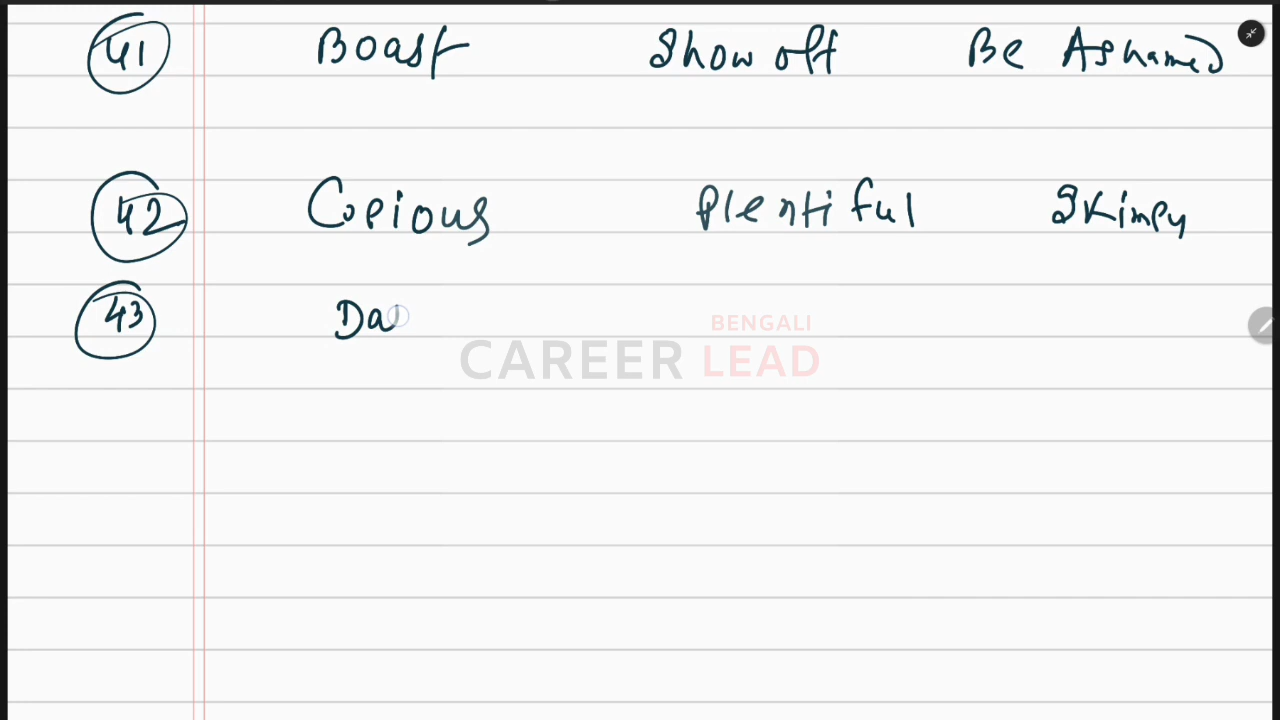 41 Boast Show off Be Ashamed
42 Copious Plentiful Skimpy
43 Da
BENGALI
CAREER LEAD